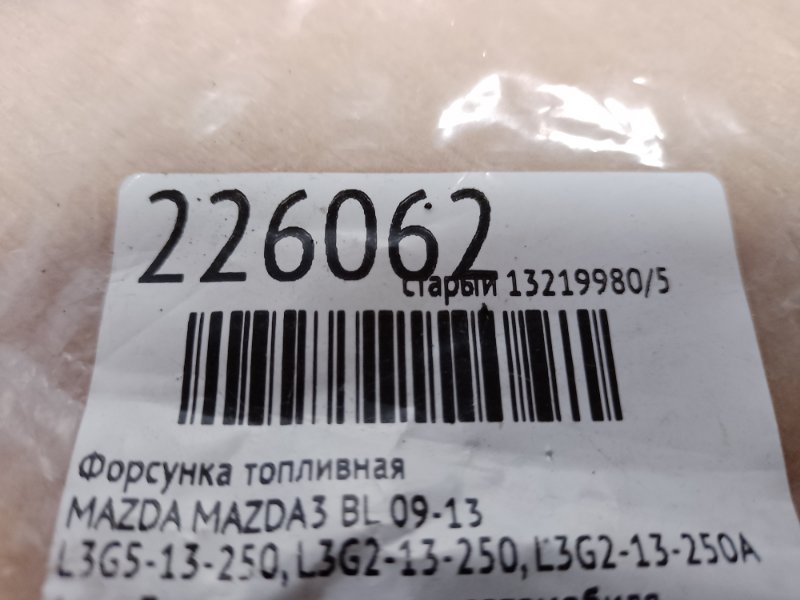 226062
старый 13219980/5
Форсунка топливная
MAZDA MAZDA3 BL 09-13
L3G5-13-250, L3G2-13-250, L3G2-13-250A